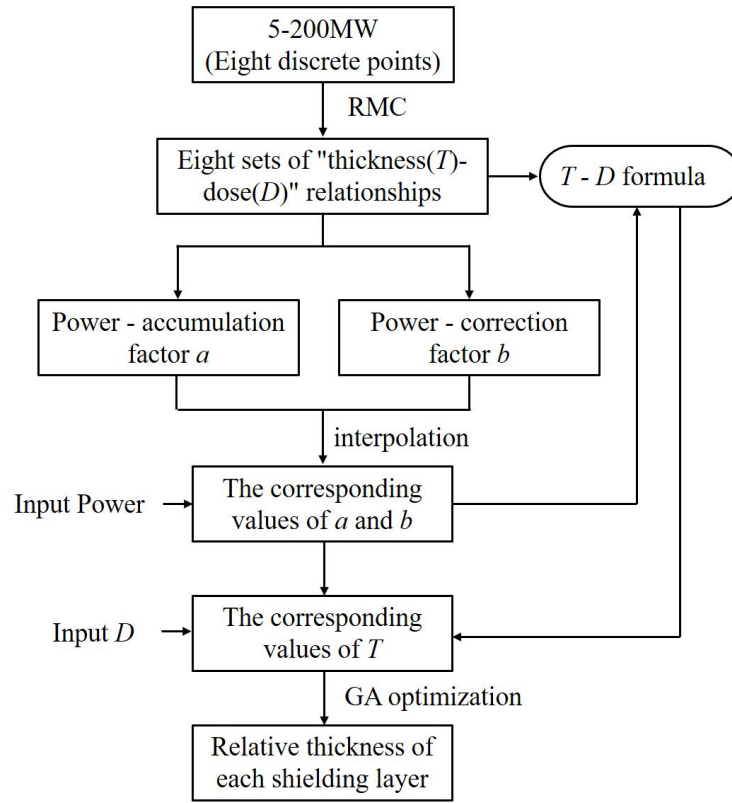 5-200MW
(Eight discrete points)
RMC
Eight sets of "thickness(T)-
dose(D)" relationships
T - D formula
Power - accumulation
factor a
Power - correction
factor b
interpolation
Input Power
The corresponding
values of a and b
Input D
The corresponding
values of T
GA optimization
Relative thickness of
each shielding layer